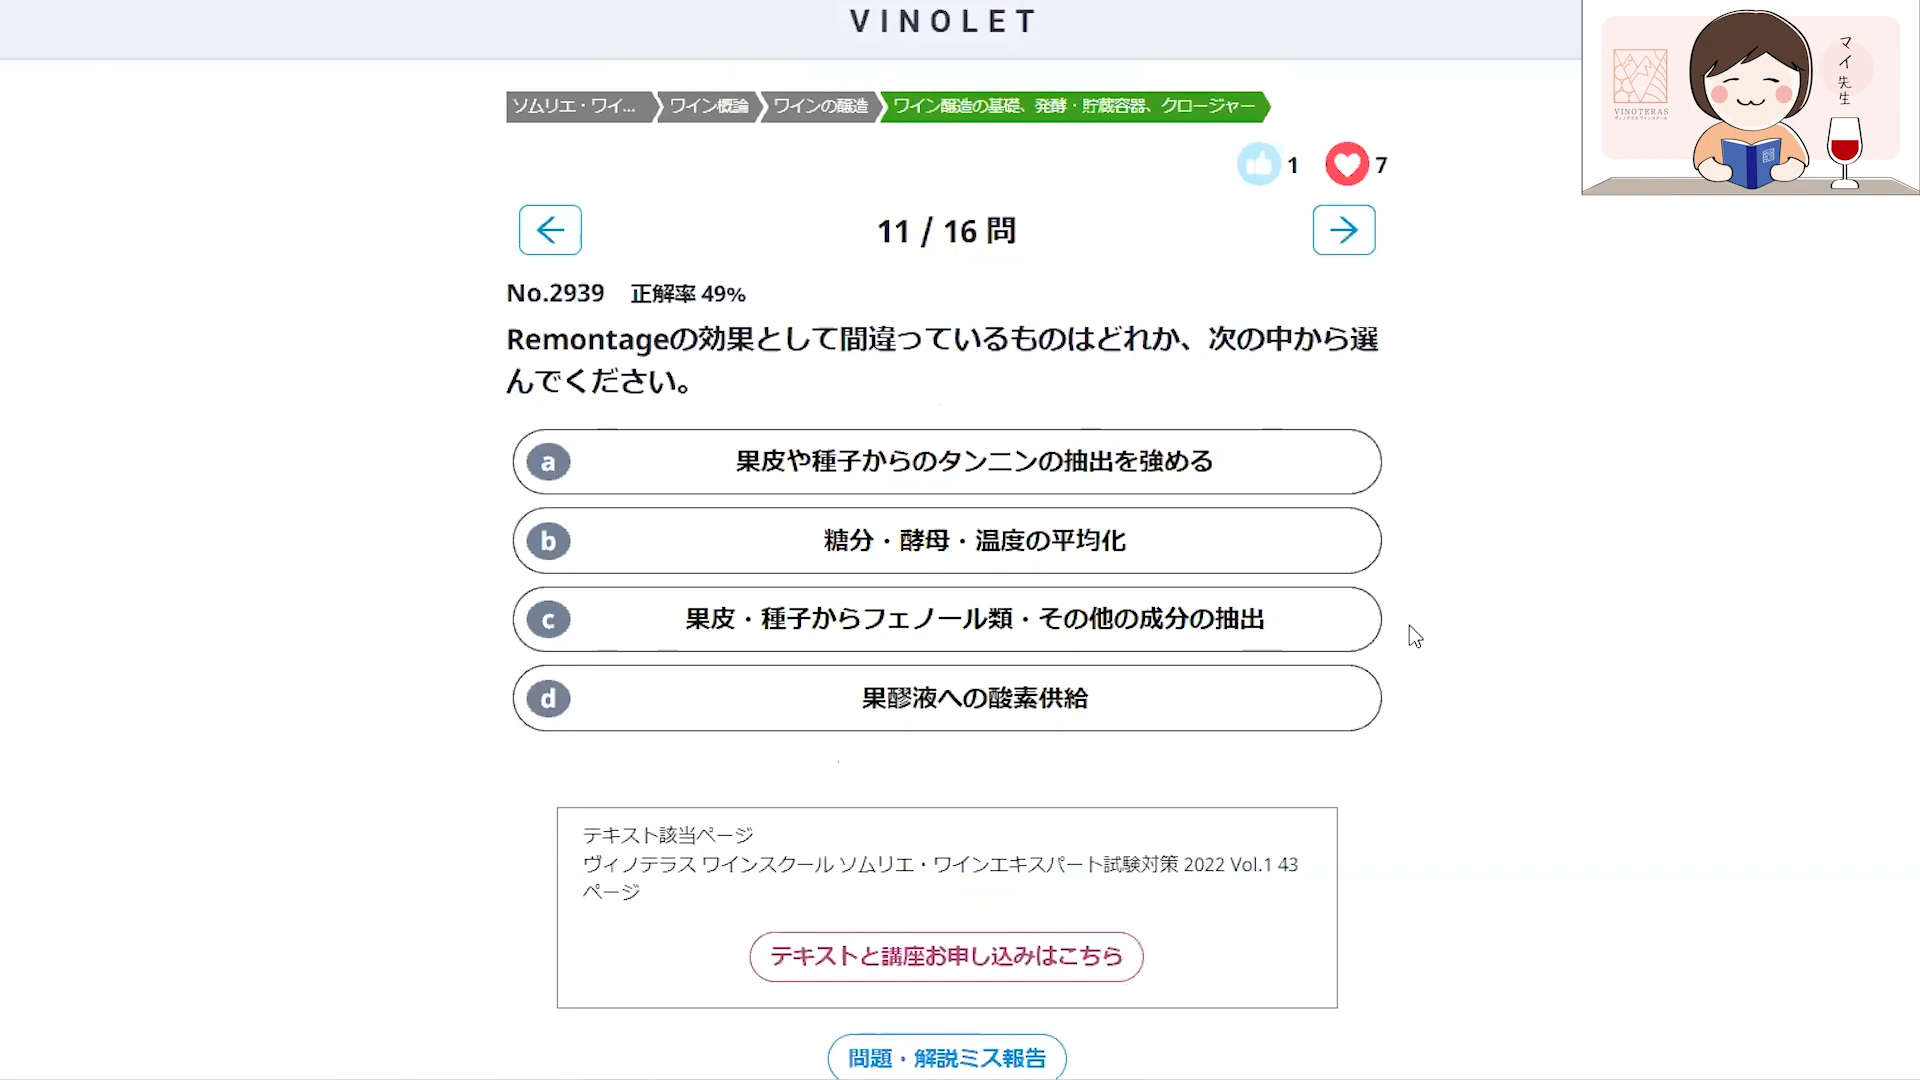 VINOLET
マイ先生
VINOTERAS
ソムリエ・ワイ...
ワイン概論
ワインの醸造
ワイン醸造の基礎、発酵・貯蔵容器、クロージャー
1
7
11 / 16 問
No.2939 正解率 49%
Remontageの効果として間違っているものはどれか、次の中から選
んでください。
a 果皮や種子からのタンニンの抽出を強める
b 糖分・酵母・温度の平均化
c 果皮・種子からフェノール類・その他の成分の抽出
d 果醪液への酸素供給
テキスト該当ページ
ヴィノテラス ワインスクール ソムリエ・ワインエキスパート試験対策 2022 Vol.1 43
ページ
テキストと講座お申し込みはこちら
問題・解説ミス報告